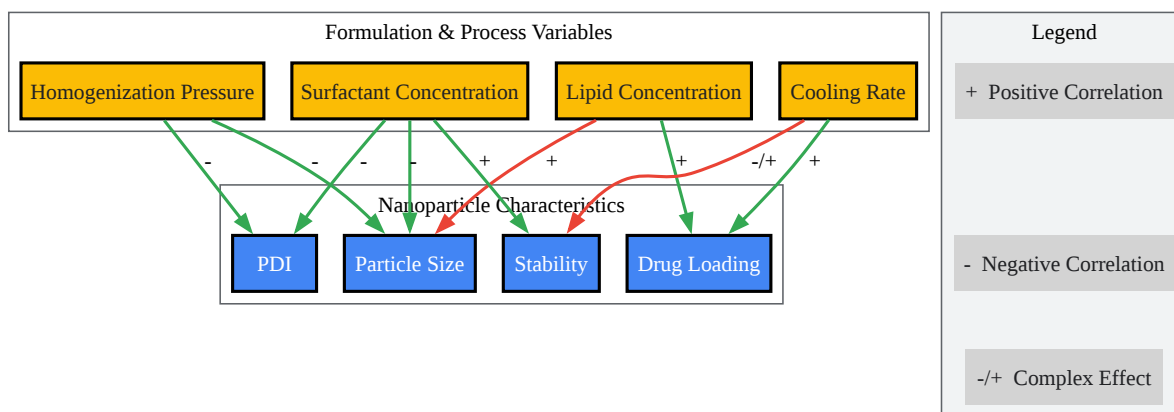 Formulation & Process Variables
Legend
Homogenization Pressure
Surfactant Concentration
Lipid Concentration
Cooling Rate
+ Positive Correlation
-
-
-
-
+
+
+
-/+
+
Nanoparticle Characteristics
PDI
Particle Size
Stability
Drug Loading
- Negative Correlation
-/+ Complex Effect